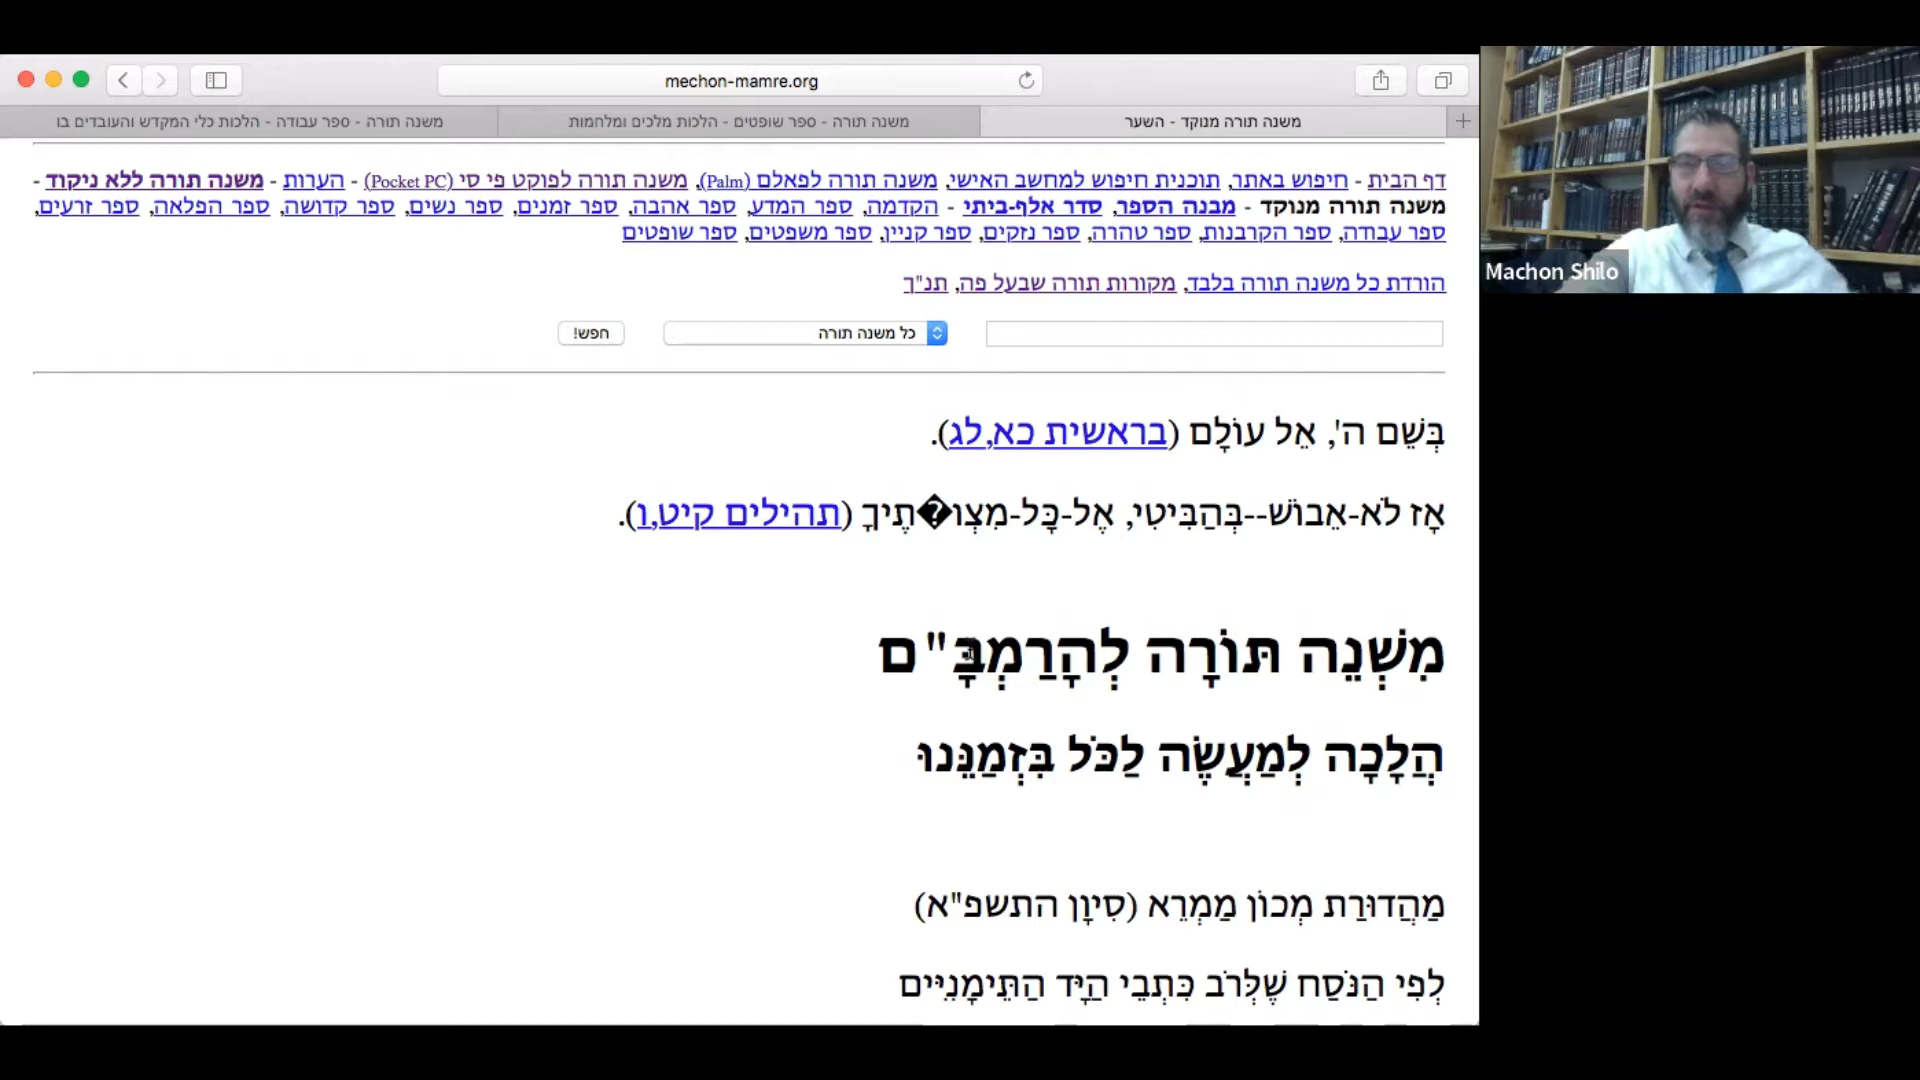 mechon-mamre.org
משנה תורה - ספר עבודה - הלכות כלי המקדש והעובדים בו
משנה תורה - ספר שופטים - הלכות מלכים ומלחמות
משנה תורה מנוקד - השער
דף הבית - חיפוש באתר, תוכנית חיפוש למחשב האישי, משנה תורה לפאלם (Palm), משנה תורה לפוקט פי סי (Pocket PC) - הערות - משנה תורה ללא ניקוד -
משנה תורה מנוקד - מבנה הספר, סדר אלף-ביתי - הקדמה, ספר המדע, ספר אהבה, ספר זמנים, ספר נשים, ספר קדושה, ספר הפלאה, ספר זרעים,
ספר עבודה, ספר הקרבנות, ספר טהרה, ספר נזקים, ספר קניין, ספר משפטים, ספר שופטים
הורדת כל משנה תורה בלבד, מקורות תורה שבעל פה, תנ"ך
כל משנה תורה
חפש!
בְּשֵׁם ה', אֵל עוֹלָם (בראשית כא,לג).
אָז לֹא-אֵבוֹשׁ--בְּהַבִּיטִי, אֶל-כָּל-מִצְו�תֶיךָ (תהילים קיט,ו).
מִשְׁנֵה תּוֹרָה לְהָרַמְבָּ"ם
הֲלָכָה לְמַעֲשֶׂה לַכֹּל בִּזְמַנֵּנוּ
מַהֲדוּרַת מְכוֹן מַמְרֵא (סִיוָן התשפ"א)
לְפִי הַנֹּסַח שֶׁלְּרֹב כִּתְבֵי הַיָּד הַתֵּימָנִיִּים
Machon Shilo